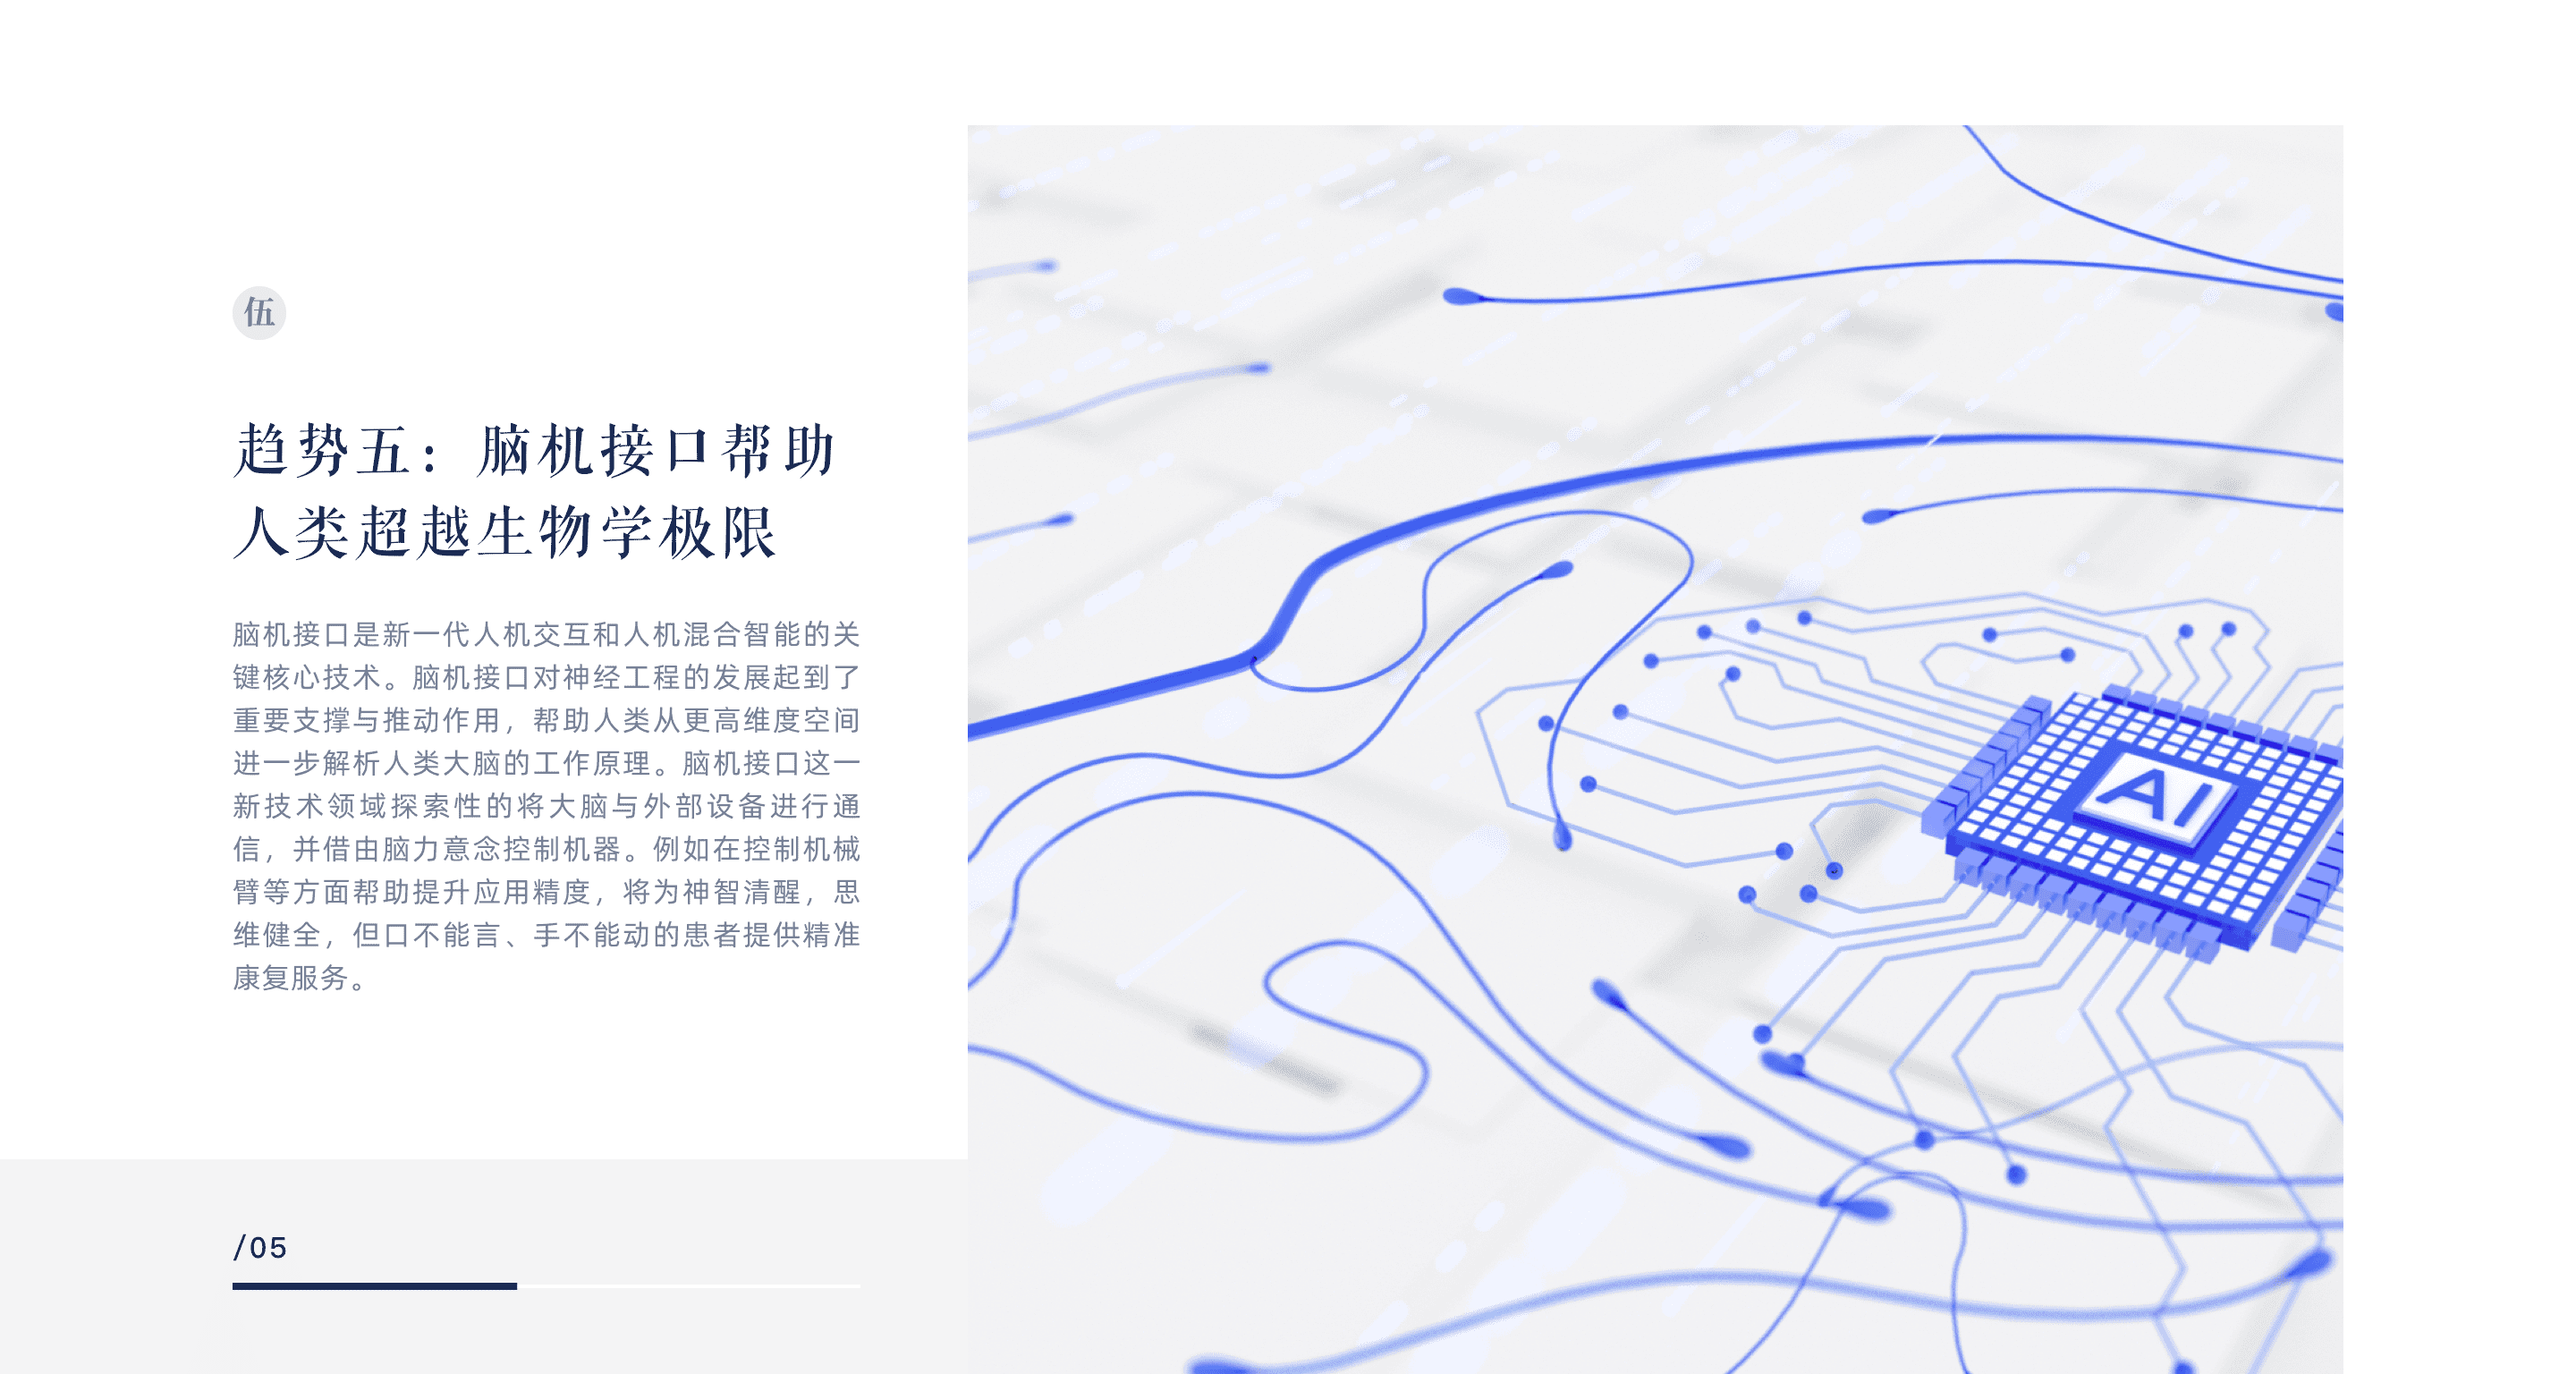 伍
趋势五：脑机接口帮助
人类超越生物学极限
脑机接口是新一代人机交互和人机混合智能的关
键核心技术。脑机接口对神经工程的发展起到了
重要支撑与推动作用，帮助人类从更高维度空间
进一步解析人类大脑的工作原理。脑机接口这一
新技术领域探索性的将大脑与外部设备进行通
信，并借由脑力意念控制机器。例如在控制机械
臂等方面帮助提升应用精度，将为神智清醒，思
维健全，但口不能言、手不能动的患者提供精准
康复服务。
/05
AI